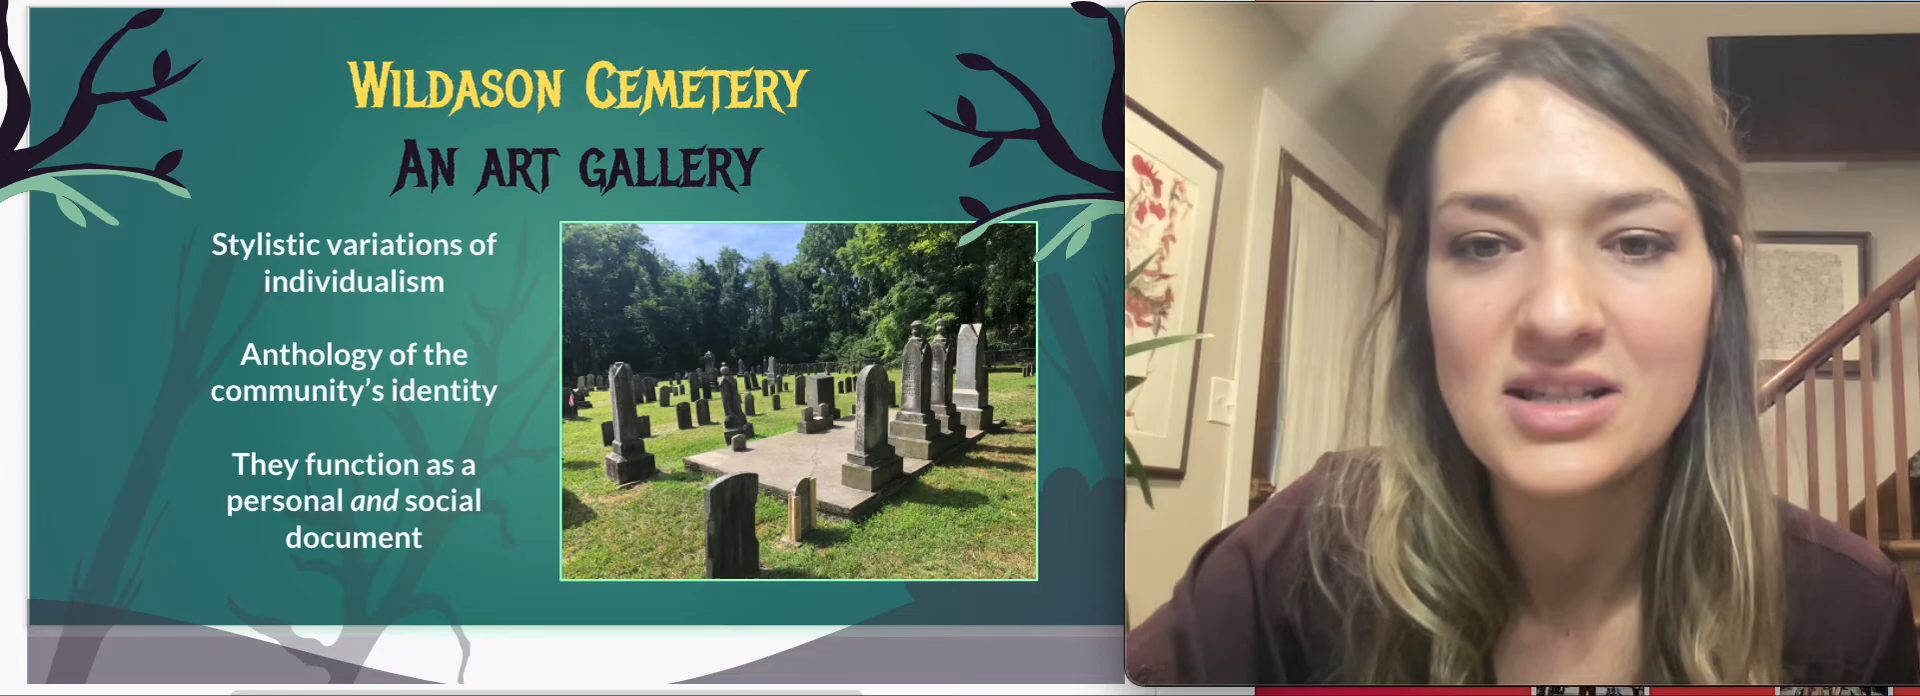 Wildason Cemetery
An art gallery
Stylistic variations of
individualism
Anthology of the
community’s identity
They function as a
personal and social
document